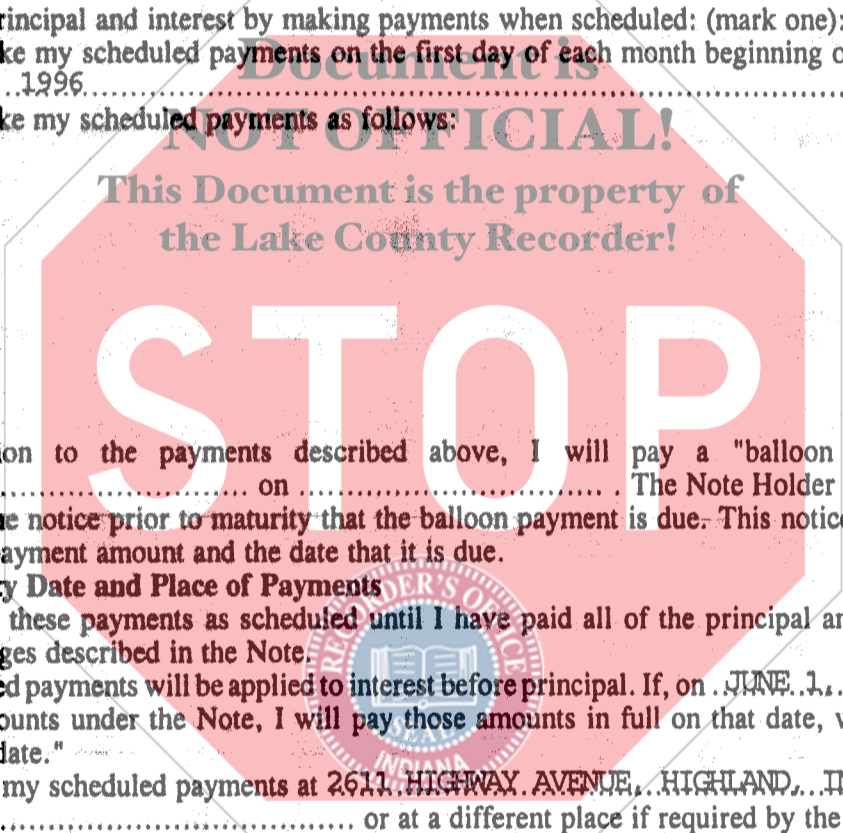 rincipal and interest by making payments when scheduled: (mark one):
ke my scheduled payments on the first day of each month beginning o
Document is
..1996
NOT OFFICIAL!
ke my scheduled payments as follows:
This Document is the property of
the Lake County Recorder!
STOP
on to the payments described above, I will pay a "balloon
on . The Note Holder
e notice prior to maturity that the balloon payment is due. This notice
ayment amount and the date that it is due.
y Date and Place of Payments
these payments as scheduled until I have paid all of the principal an
ges described in the Note.
ed payments will be applied to interest before principal. If, on ..JUNE..1,..
ounts under the Note, I will pay those amounts in full on that date, w
date."
my scheduled payments at 2611..HIGHWAY.AVENUE,..HIGHLAND,..IN
or at a different place if required by the
RECORDER'S OFFICE
SEAL
INDIANA